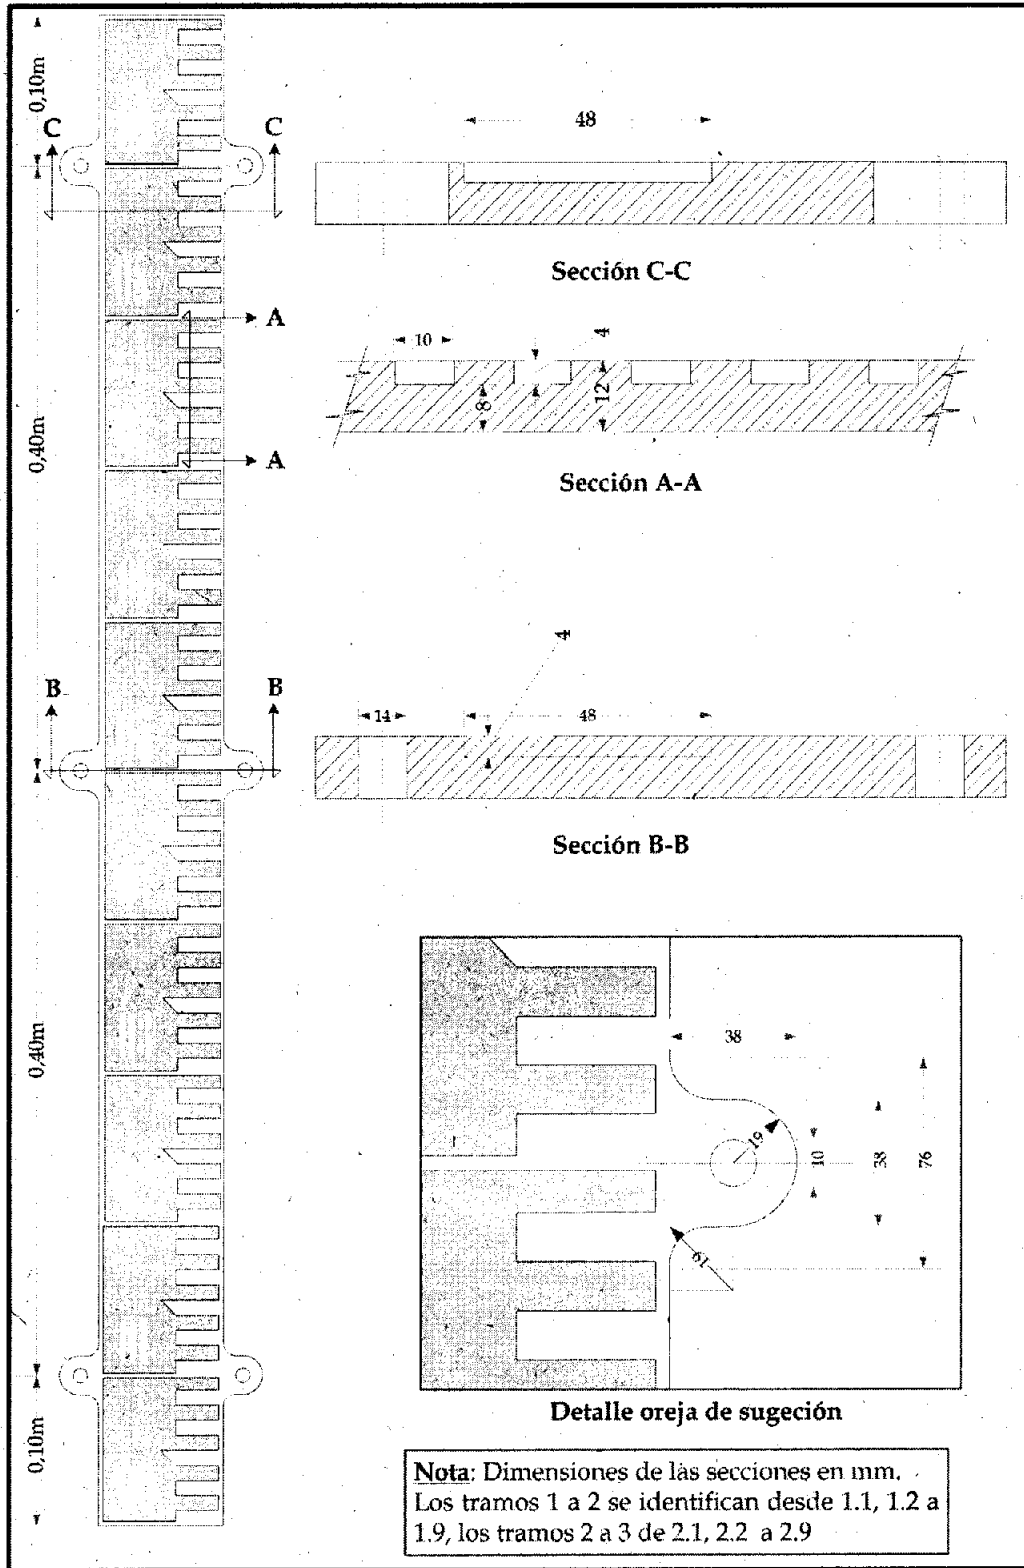 0,10m
C
C
48
Sección C-C
0,40m
A
A
10
4
8
12
Sección A-A
B
B
4
14
48
Sección B-B
0,40m
38
19
10
38
76
19
Detalle oreja de sugeción
0,10m
Nota: Dimensiones de las secciones en mm.
Los tramos 1 a 2 se identifican desde 1.1, 1.2 a
1.9, los tramos 2 a 3 de 2.1, 2.2 a 2.9